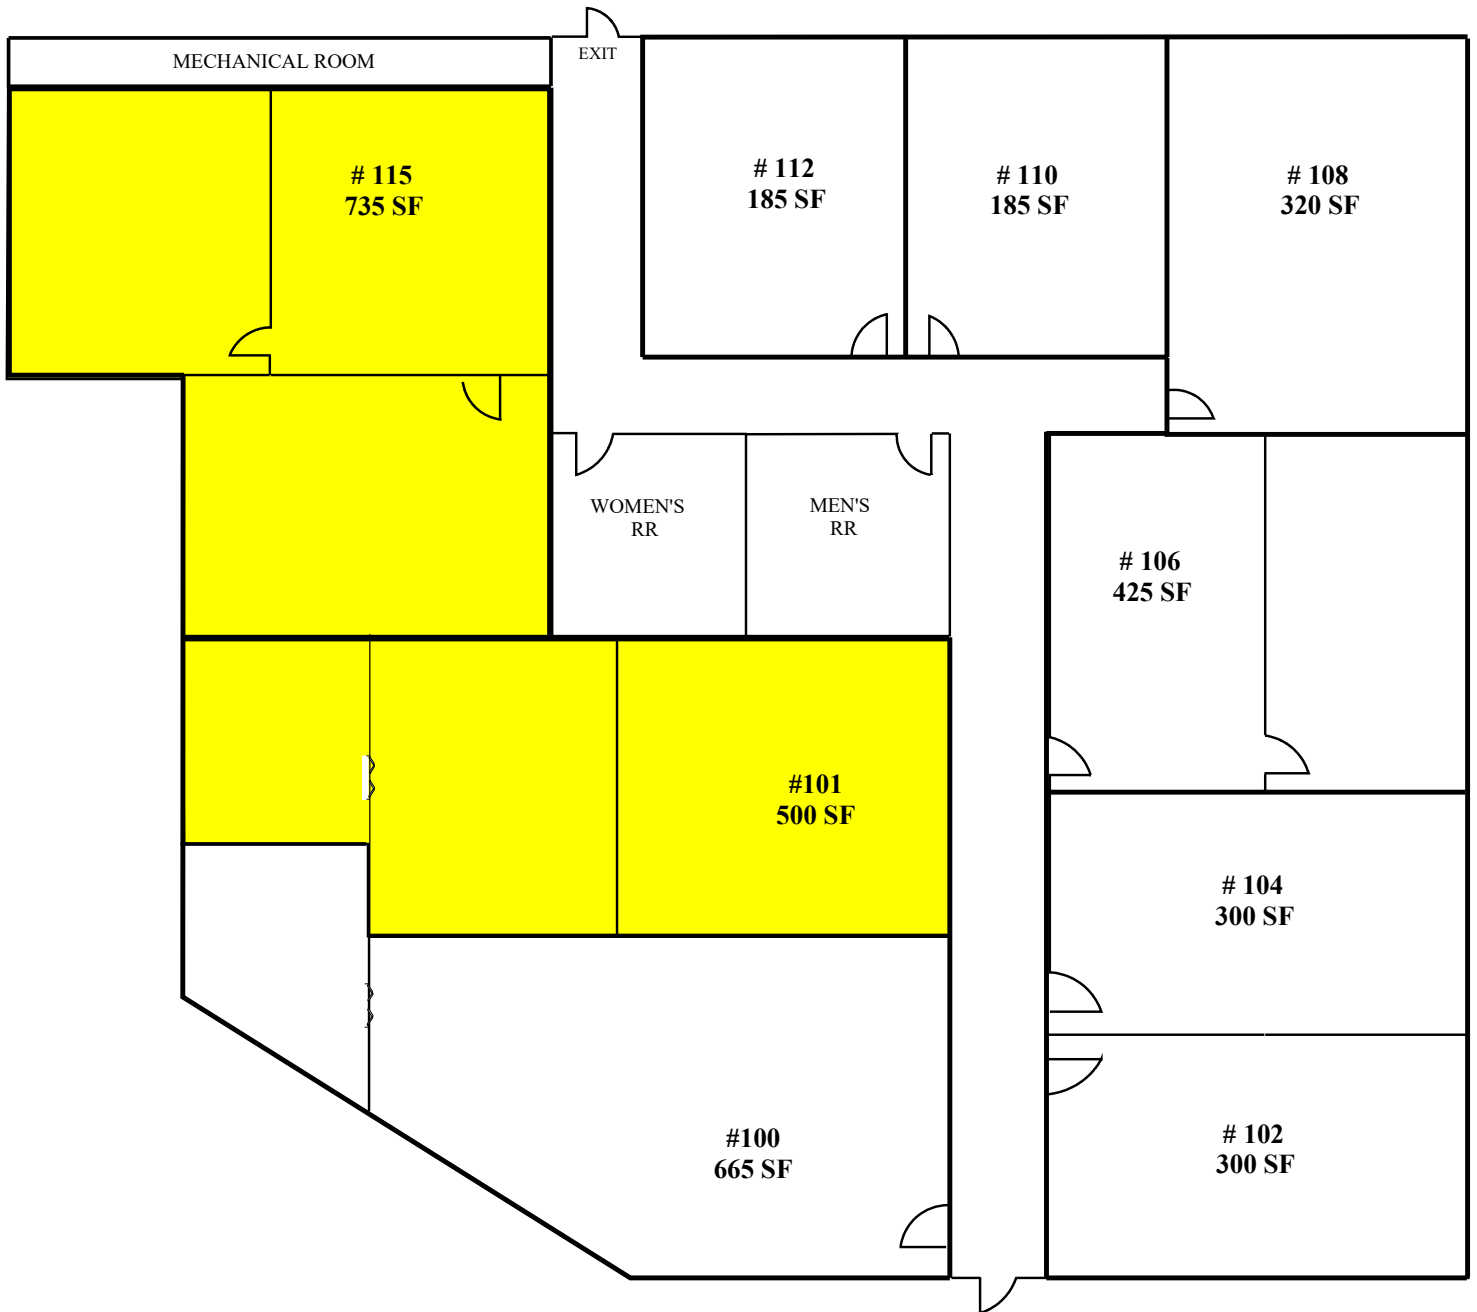 EXIT
MECHANICAL ROOM
# 115
735 SF
# 112
185 SF
# 110
185 SF
# 108
320 SF
WOMEN'S
RR
MEN'S
RR
# 106
425 SF
#101
500 SF
# 104
300 SF
#100
665 SF
# 102
300 SF